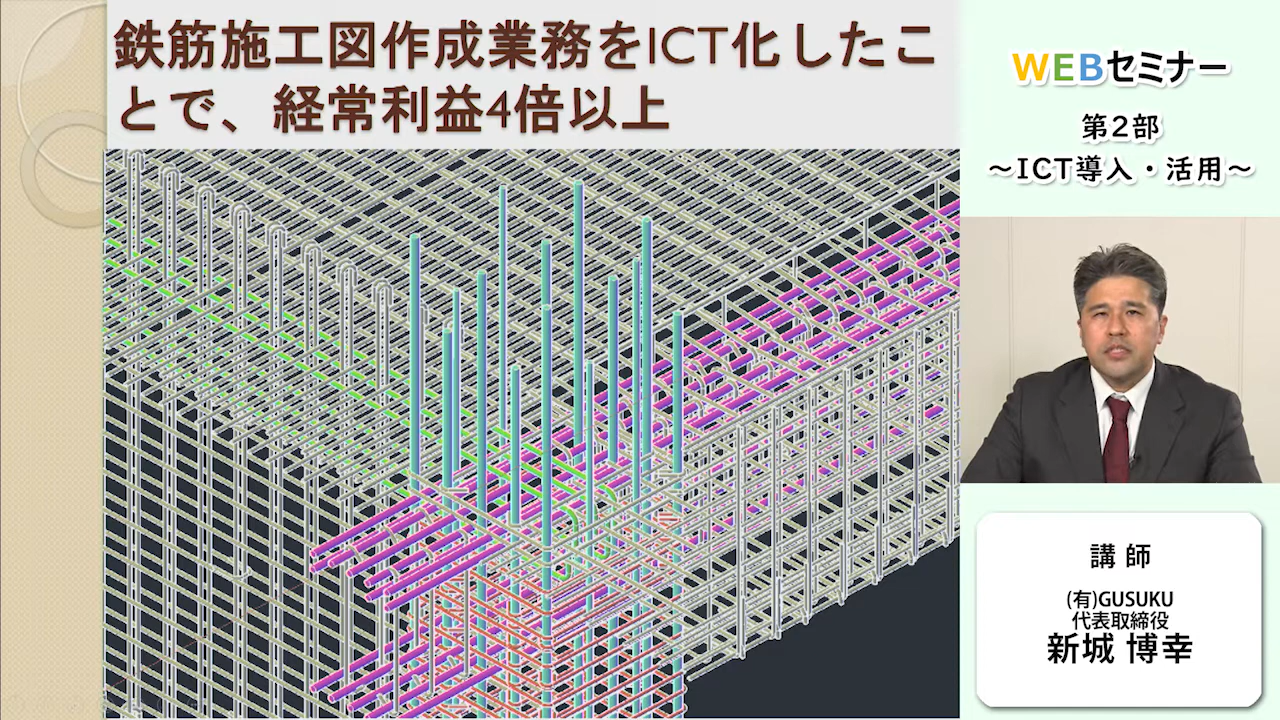 鉄筋施工図作成業務をICT化したこ
とで、経常利益4倍以上
WEBセミナー
第2部
～ICT導入・活用～
講 師
(有)GUSUKU
代表取締役
新城 博幸